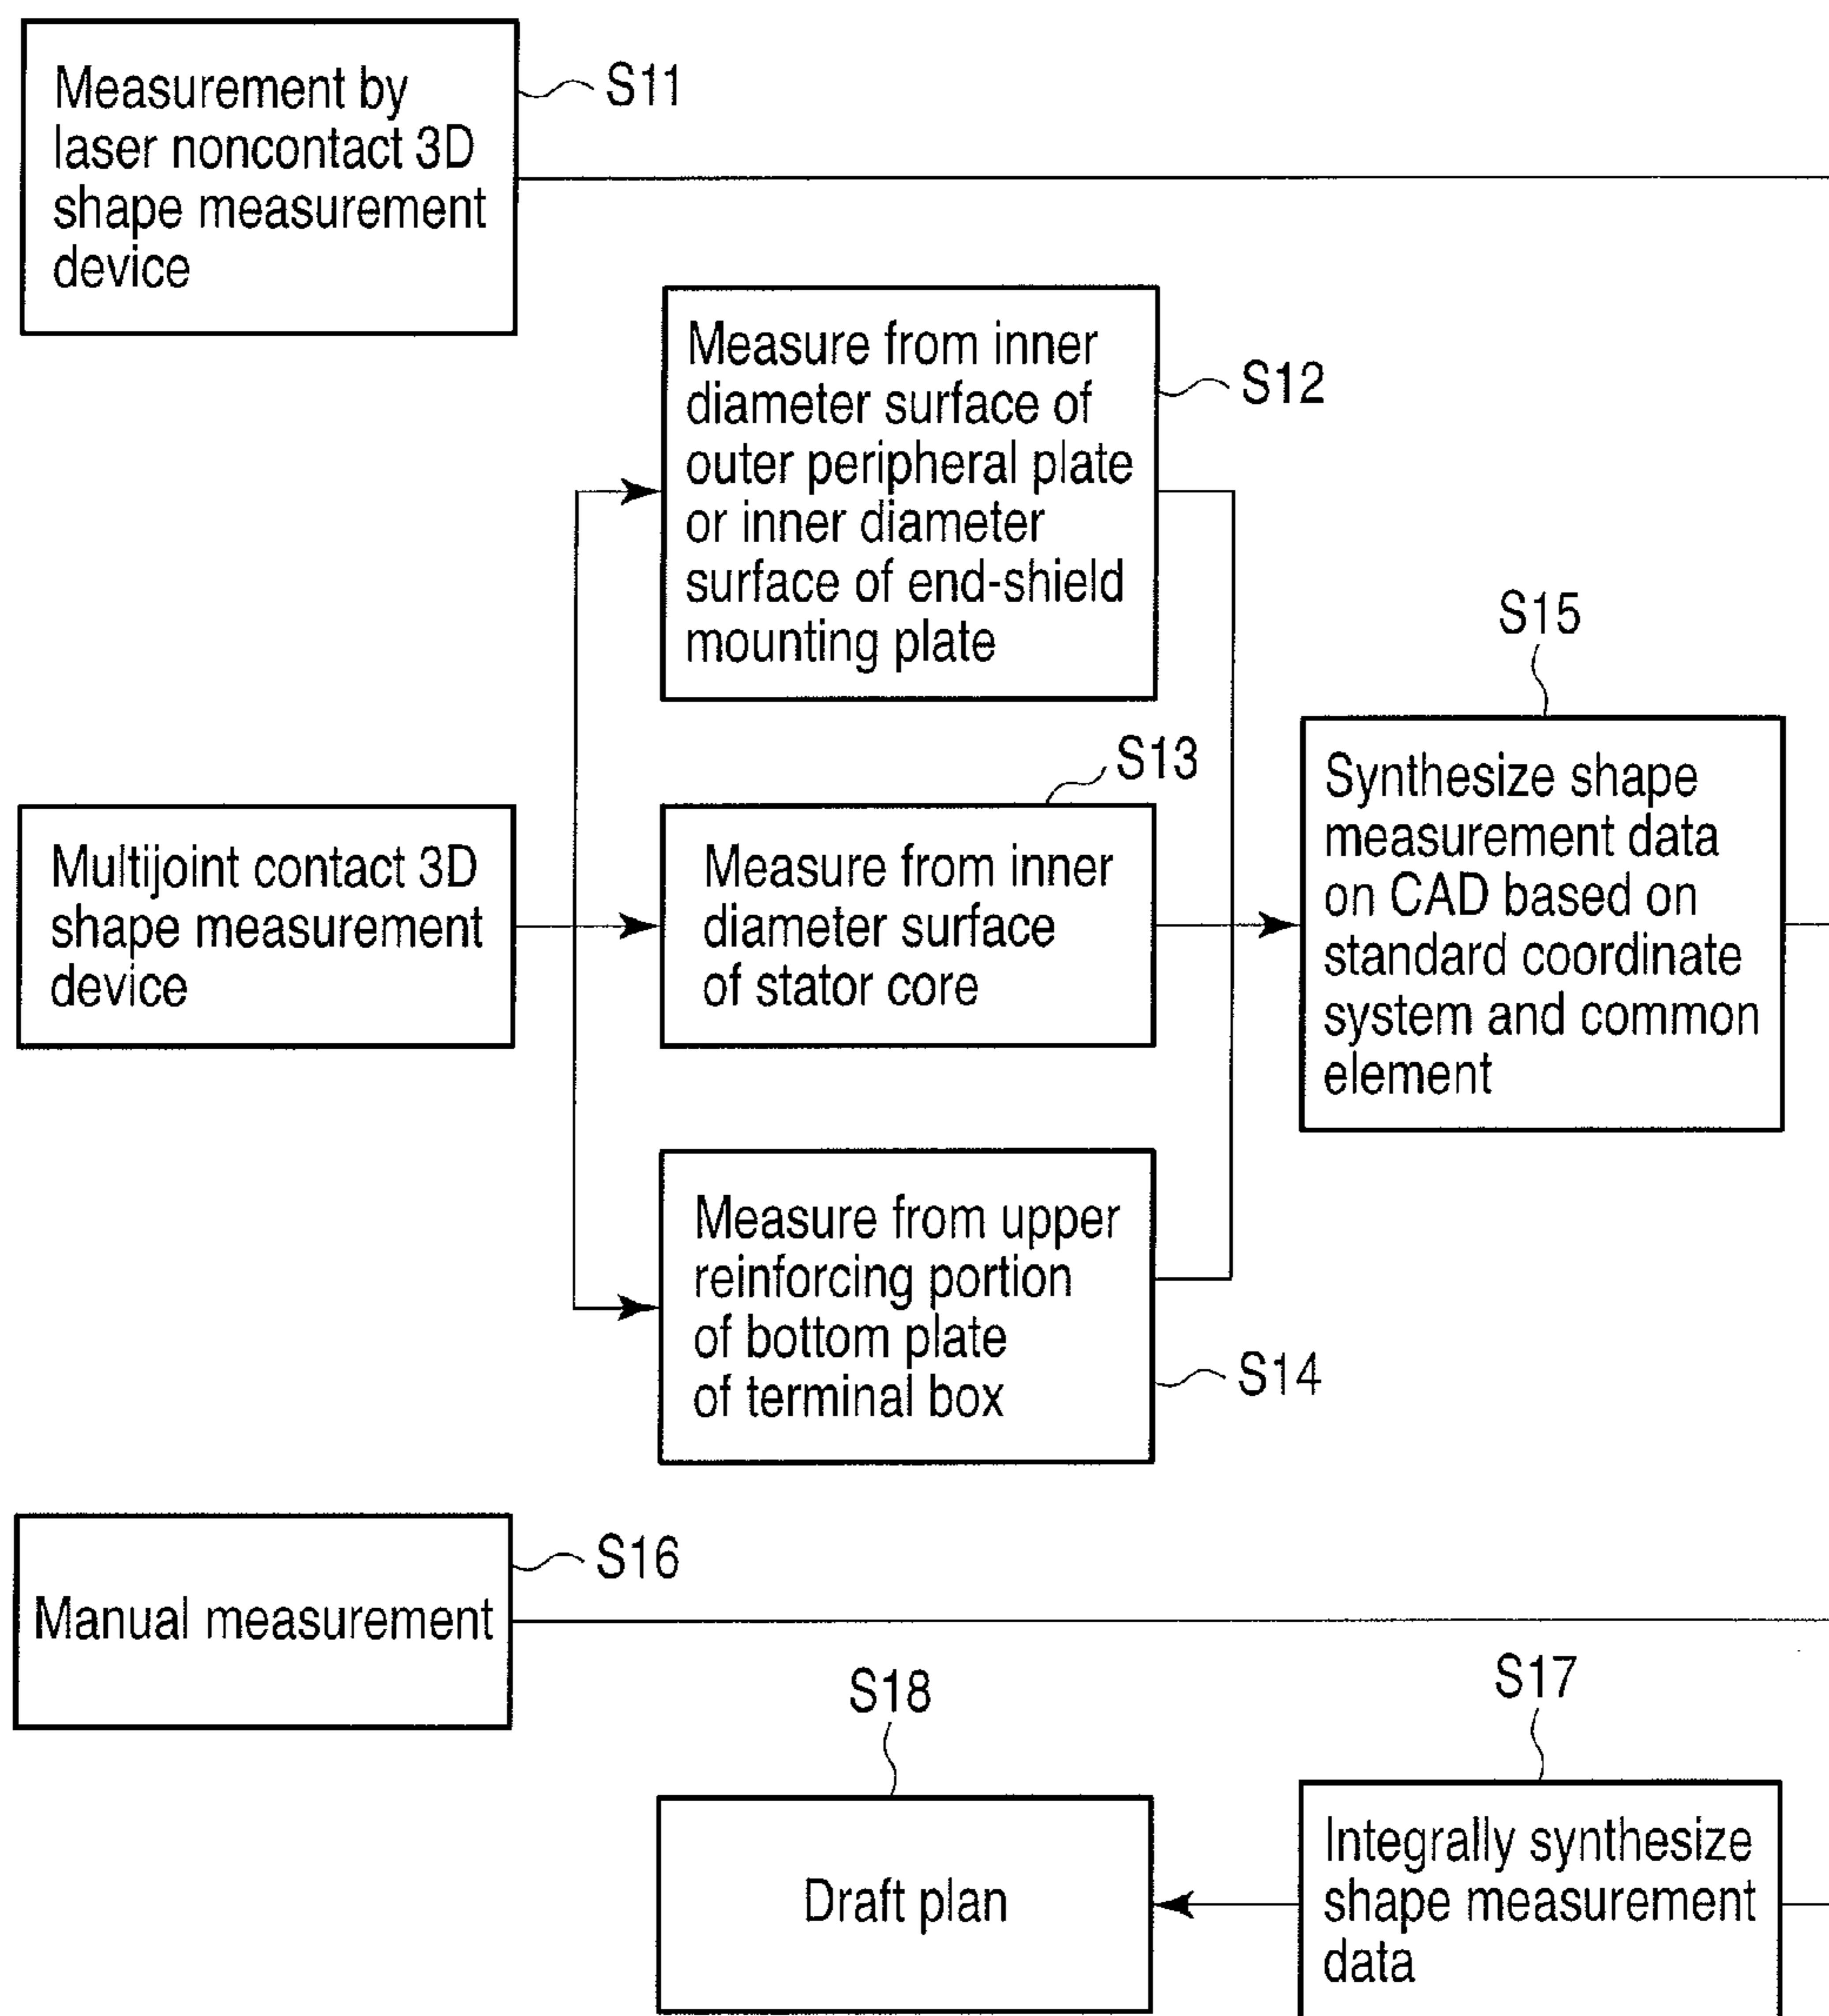 Measurement by
laser noncontact 3D
shape measurement
device
S11
Measure from inner
diameter surface of
outer peripheral plate
or inner diameter
surface of end-shield
mounting plate
S12
Multijoint contact 3D
shape measurement
device
Measure from inner
diameter surface
of stator core
S13
Measure from upper
reinforcing portion
of bottom plate
of terminal box
S14
S15
Synthesize shape
measurement data
on CAD based on
standard coordinate
system and common
element
Manual measurement
S16
S17
Integrally synthesize
shape measurement
data
S18
Draft plan